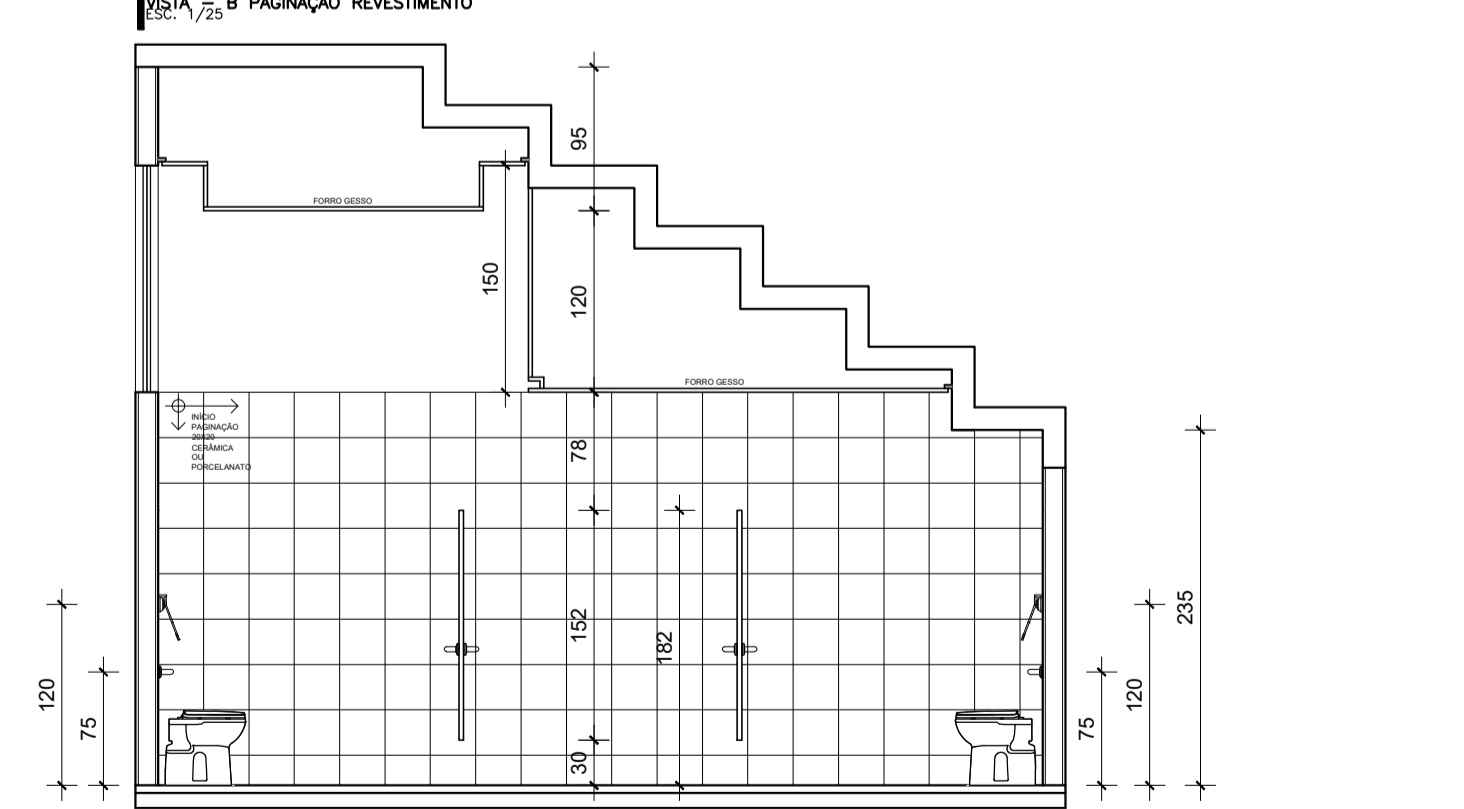 VISTA – B PAGINAÇÃO REVESTIMENTO
ESC. 1/25
95
FORRO GESSO
150
120
FORRO GESSO
INÍCIO
PAGINAÇÃO
20X20
CERÂMICA
OU
PORCELANATO
78
152
182
235
120
75
30
75
120